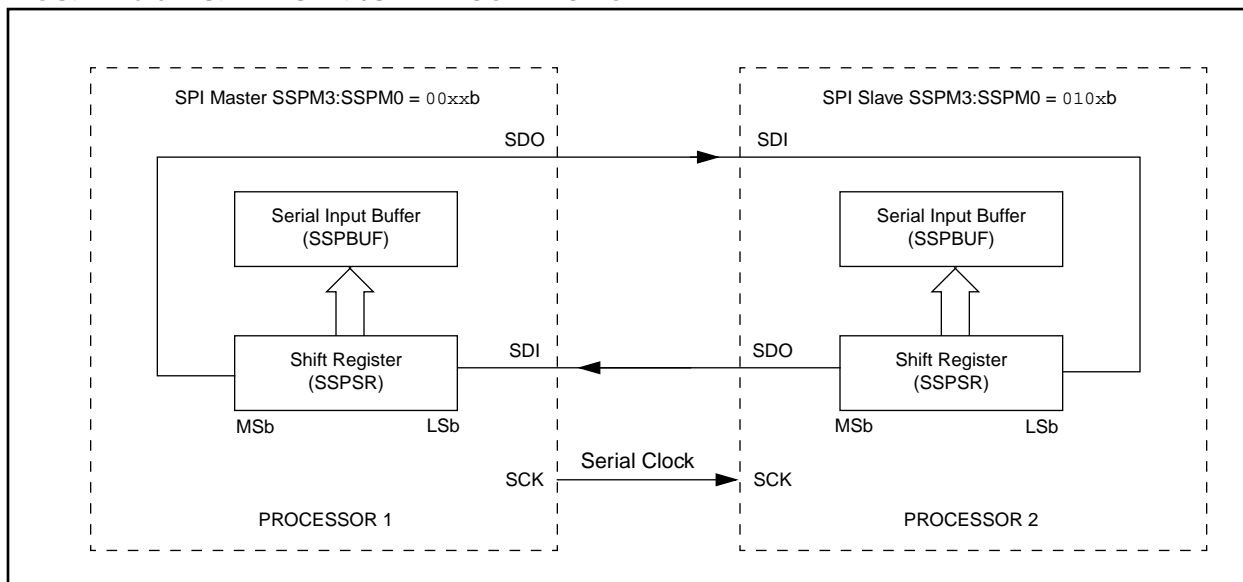 SPI Master SSPM3:SSPM0 = 00xxb
SPI Slave SSPM3:SSPM0 = 010xb
SDO
SDI
Serial Input Buffer
(SSPBUF)
Serial Input Buffer
(SSPBUF)
Shift Register
(SSPSR)
SDI
SDO
Shift Register
(SSPSR)
MSb
LSb
MSb
LSb
Serial Clock
SCK
SCK
PROCESSOR 1
PROCESSOR 2